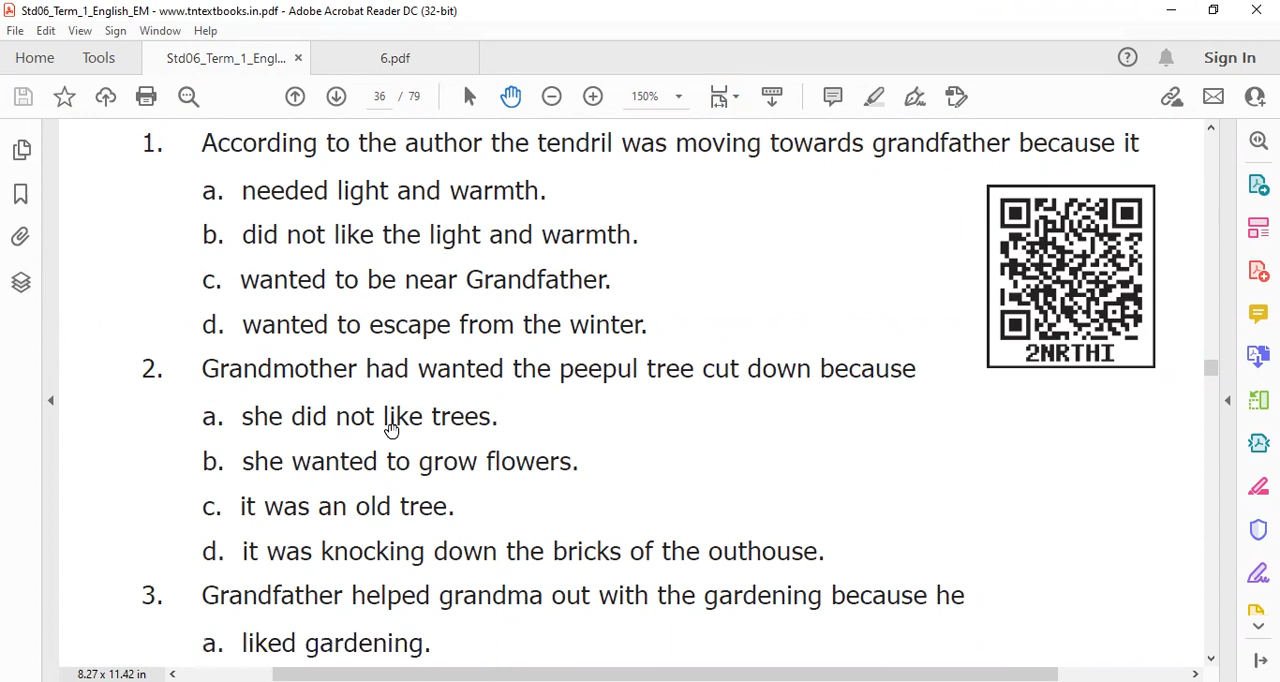 Std06_Term_1_English_EM - www.tntextbooks.in.pdf - Adobe Acrobat Reader DC (32-bit)
File Edit View Sign Window Help
Home Tools Std06_Term_1_Engl... × 6.pdf Sign In
36 / 79 150%
1. According to the author the tendril was moving towards grandfather because it
a. needed light and warmth.
b. did not like the light and warmth.
c. wanted to be near Grandfather.
d. wanted to escape from the winter.
2NRTHI
2. Grandmother had wanted the peepul tree cut down because
a. she did not like trees.
b. she wanted to grow flowers.
c. it was an old tree.
d. it was knocking down the bricks of the outhouse.
3. Grandfather helped grandma out with the gardening because he
a. liked gardening.
8.27 x 11.42 in